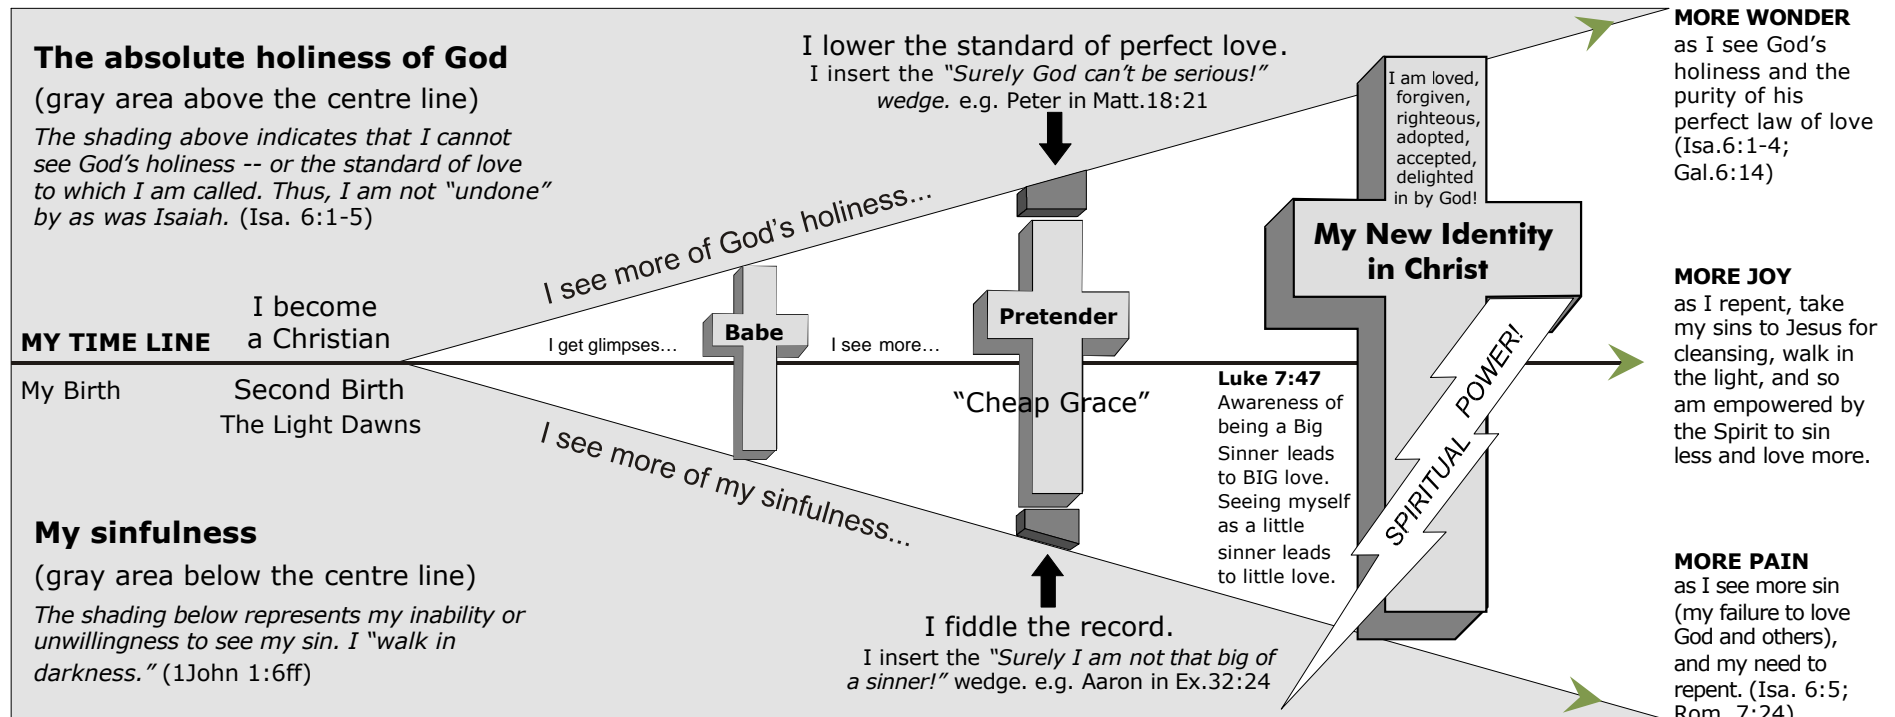 The absolute holiness of God
(gray area above the centre line)
The shading above indicates that I cannot
see God's holiness -- or the standard of love
to which I am called. Thus, I am not “undone”
by as was Isaiah. (Isa. 6:1-5)
I lower the standard of perfect love.
I insert the “Surely God can't be serious!”
wedge. e.g. Peter in Matt.18:21
I see more of God's holiness...
MY TIME LINE
I become
a Christian
My Birth
Second Birth
The Light Dawns
I get glimpses...
Babe
I see more...
Pretender
“Cheap Grace”
I see more of my sinfulness...
My sinfulness
(gray area below the centre line)
The shading below represents my inability or
unwillingness to see my sin. I “walk in
darkness.” (1John 1:6ff)
I fiddle the record.
I insert the “Surely I am not that big of
a sinner!” wedge. e.g. Aaron in Ex.32:24
Luke 7:47
Awareness of
being a Big
Sinner leads
to BIG love.
Seeing myself
as a little
sinner leads
to little love.
I am loved,
forgiven,
righteous,
adopted,
accepted,
delighted
in by God!
My New Identity
in Christ
SPIRITUAL POWER!
MORE WONDER
as I see God's
holiness and the
purity of his
perfect law of love
(Isa.6:1-4;
Gal.6:14)
MORE JOY
as I repent, take
my sins to Jesus for
cleansing, walk in
the light, and so
am empowered by
the Spirit to sin
less and love more.
MORE PAIN
as I see more sin
(my failure to love
God and others),
and my need to
repent. (Isa. 6:5;
Rom. 7:24)